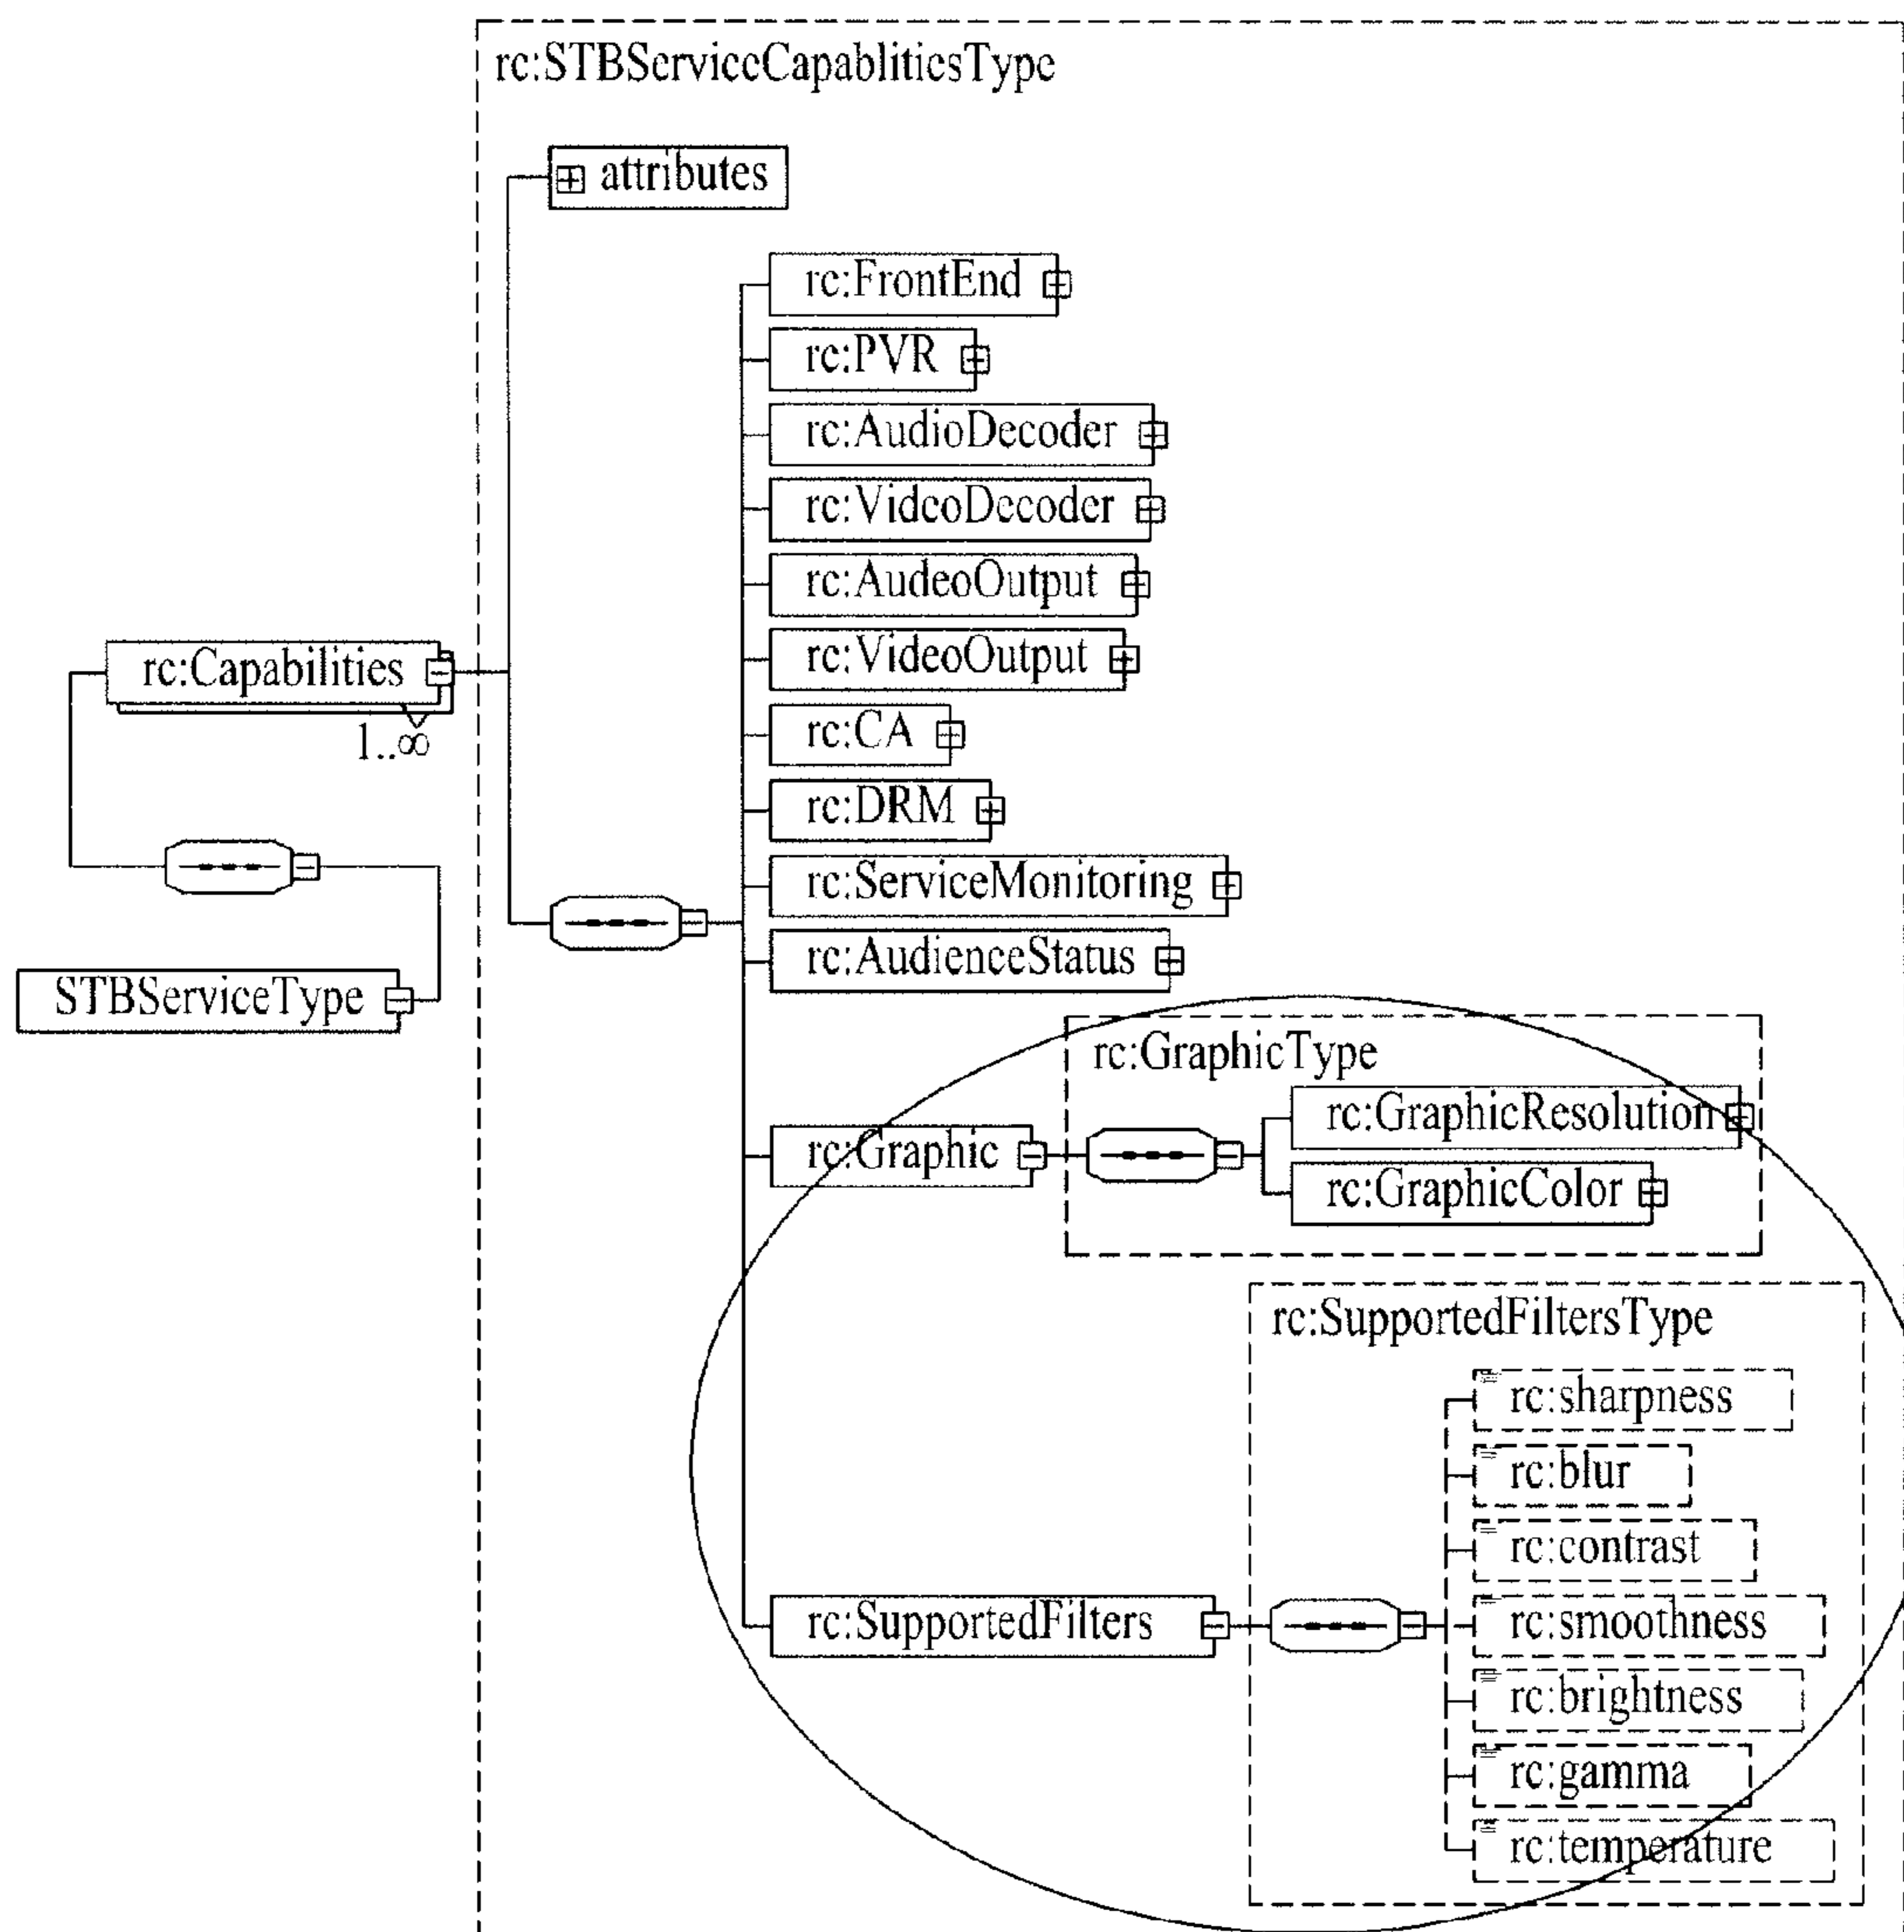 rc:STBServiceCapablitiesType
attributes
rc:FrontEnd
rc:PVR
rc:AudioDecoder
rc:VideoDecoder
rc:AudeoOutput
rc:VideoOutput
rc:Capabilities
1..∞
rc:CA
rc:DRM
rc:ServiceMonitoring
rc:AudienceStatus
STBServiceType
rc:GraphicType
rc:GraphicResolution
rc:Graphic
rc:GraphicColor
rc:SupportedFiltersType
rc:sharpness
rc:blur
rc:contrast
rc:SupportedFilters
rc:smoothness
rc:brightness
rc:gamma
rc:temperature